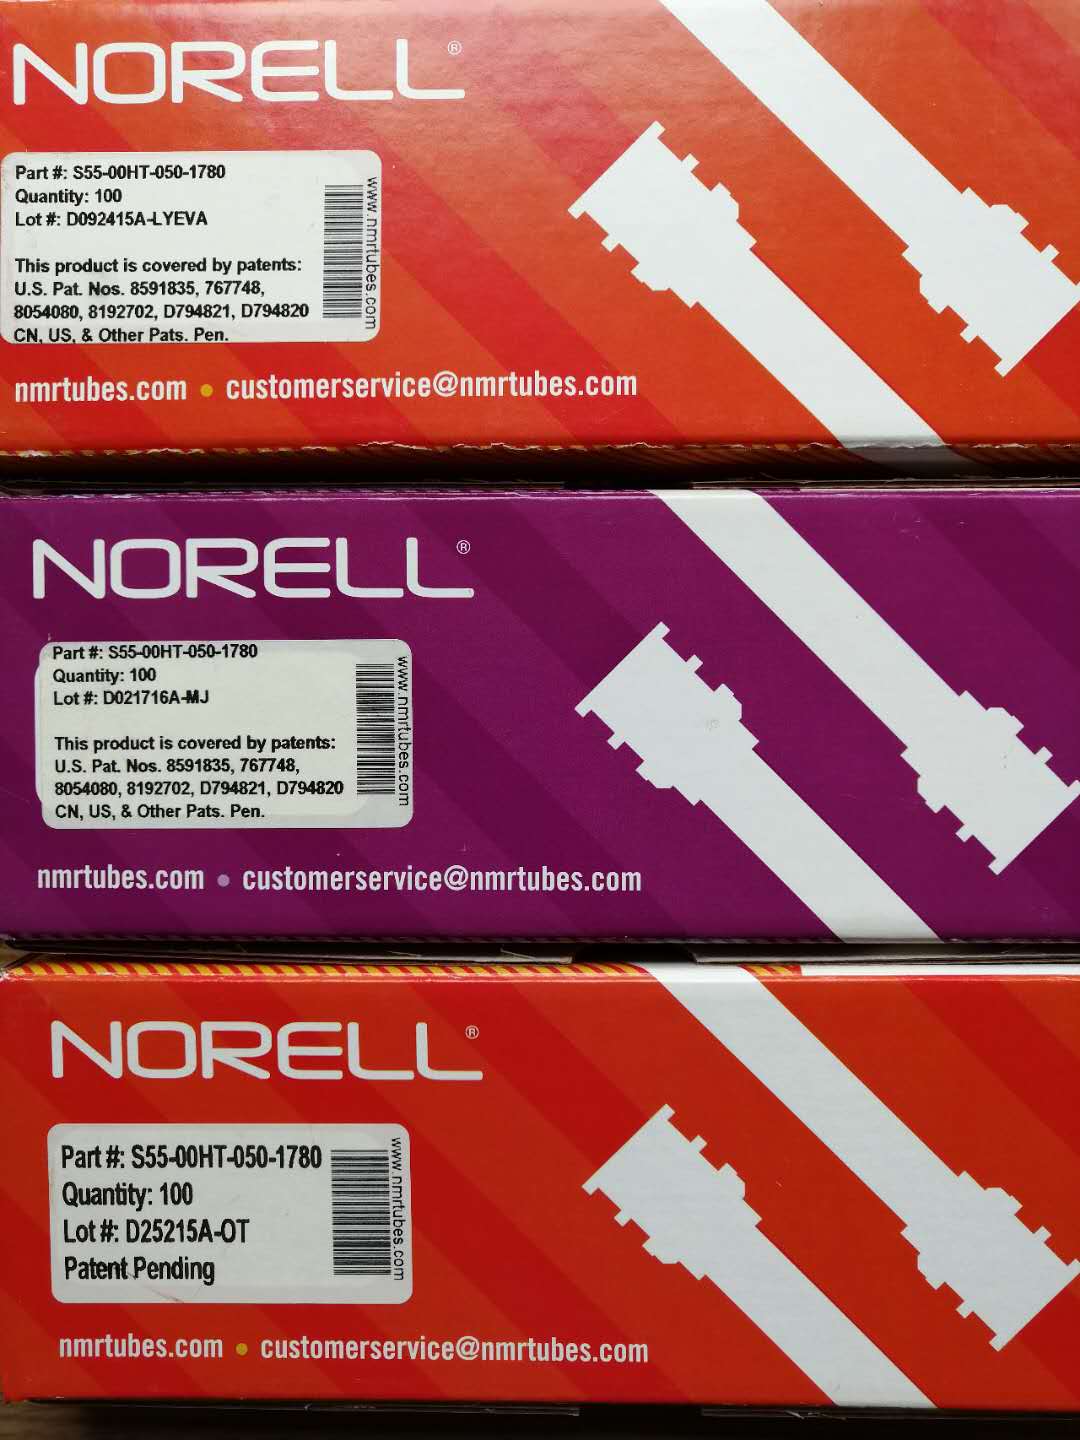 NORELL®
Part #: S55-00HT-050-1780
Quantity: 100
Lot #: D092415A-LYEVA
This product is covered by patents:
U.S. Pat. Nos. 8591835, 767748,
8054080, 8192702, D794821, D794820
CN, US, & Other Pats. Pen.
www.nmrtubes.com
nmrtubes.com • customerservice@nmrtubes.com
NORELL®
Part #: S55-00HT-050-1780
Quantity: 100
Lot #: D021716A-MJ
This product is covered by patents:
U.S. Pat. Nos. 8591835, 767748,
8054080, 8192702, D794821, D794820
CN, US, & Other Pats. Pen.
www.nmrtubes.com
nmrtubes.com • customerservice@nmrtubes.com
NORELL®
Part #: S55-00HT-050-1780
Quantity: 100
Lot #: D25215A-OT
Patent Pending
www.nmrtubes.com
nmrtubes.com • customerservice@nmrtubes.com